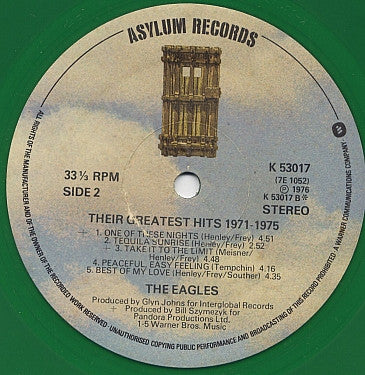 ASYLUM RECORDS
33 ⅓ RPM
SIDE 2
K 53017
(7E 1052)
℗ 1976
K 53017 B※
STEREO
THEIR GREATEST HITS 1971-1975
+ 1. ONE OF THESE NIGHTS (Henley/Frey) 4.51
2. TEQUILA SUNRISE (Henley/Frey) 2.52
+ 3. TAKE IT TO THE LIMIT (Meisner/
Henley/Frey) 4.48
4. PEACEFUL EASY FEELING (Tempchin) 4.16
5. BEST OF MY LOVE (Henley/Frey/Souther) 4.35
THE EAGLES
Produced by Glyn Johns for Interglobal Records
+ Produced by Bill Szymezyk for
Pandora Productions Ltd.
1-5 Warner Bros. Music
ALL RIGHTS OF THE MANUFACTURER AND OF THE OWNER OF THE RECORDED WORK RESERVED · UNAUTHORISED COPYING PUBLIC PERFORMANCE AND BROADCASTING OF THIS RECORD PROHIBITED · A WARNER COMMUNICATIONS COMPANY.